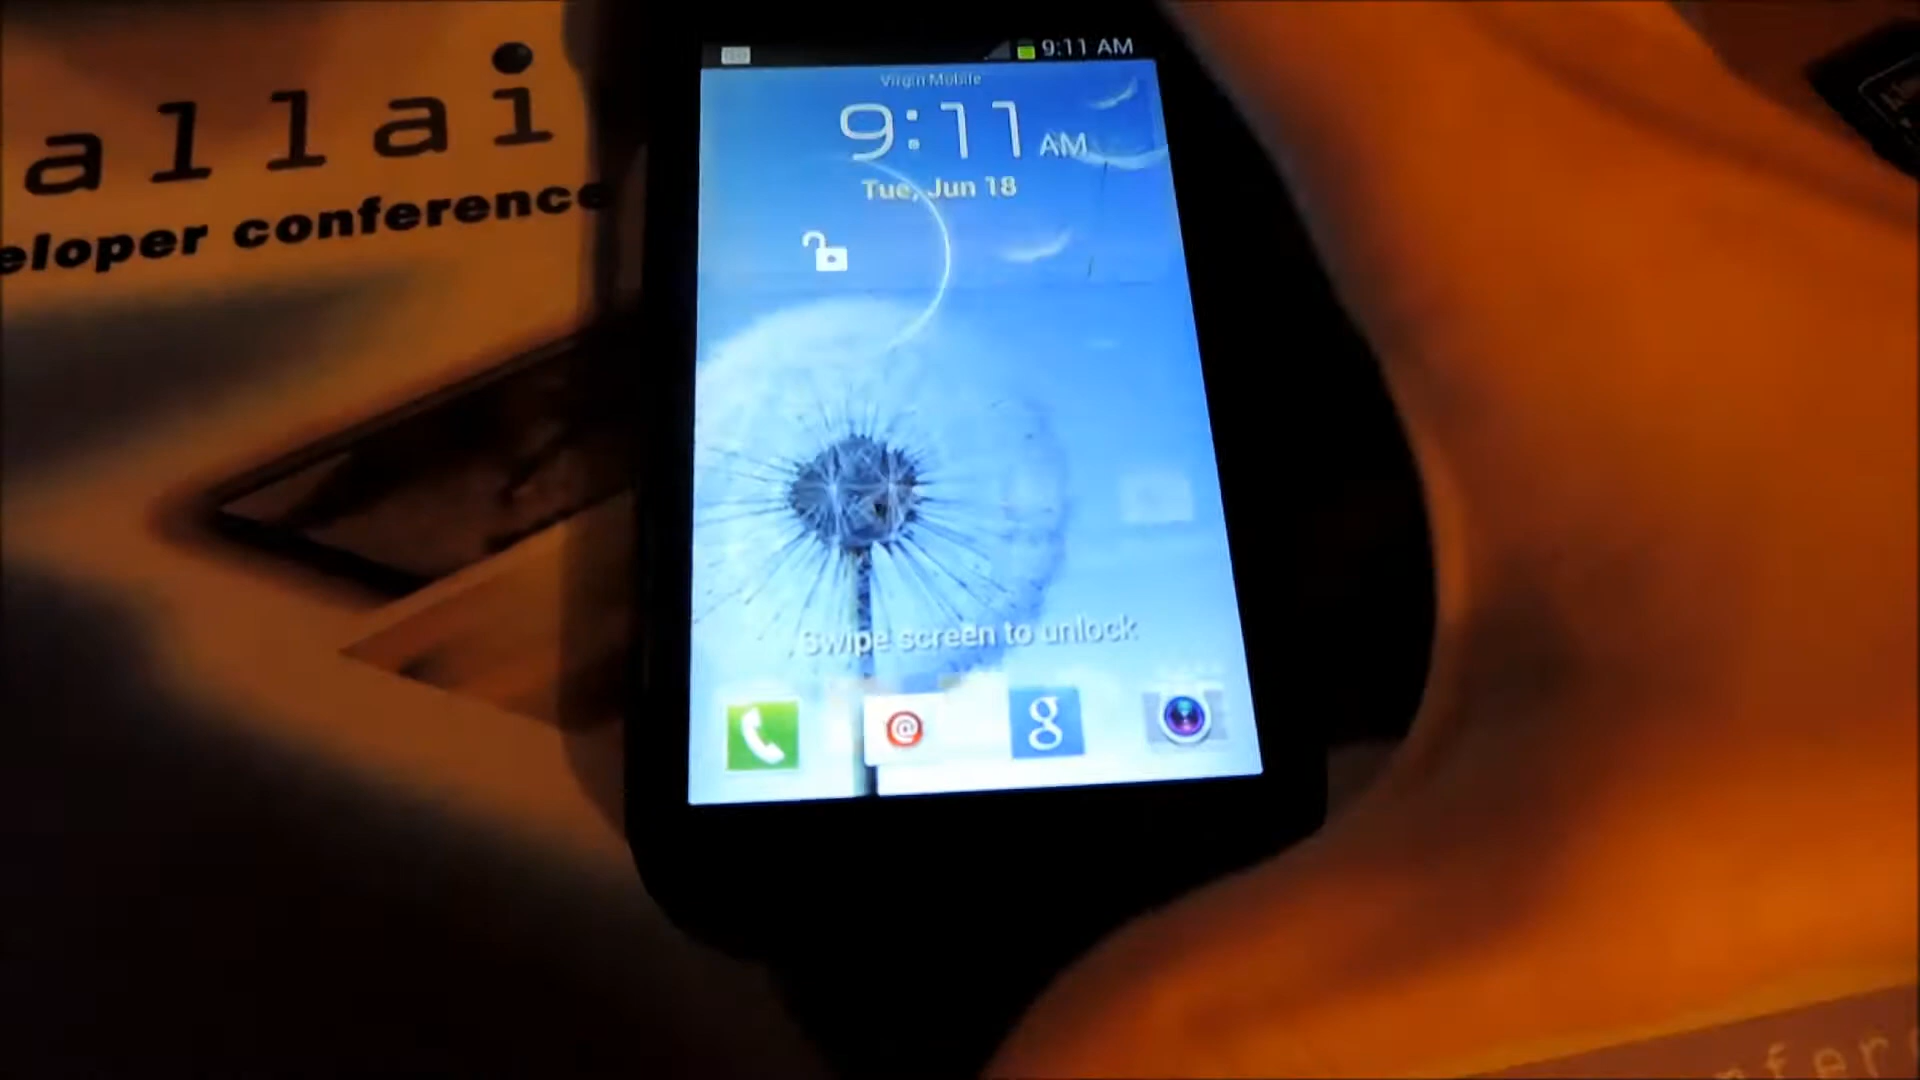 allai
eloper conference
9:11 AM
Virgin Mobile
9:11 AM
Tue, Jun 18
Swipe screen to unlock
@
g